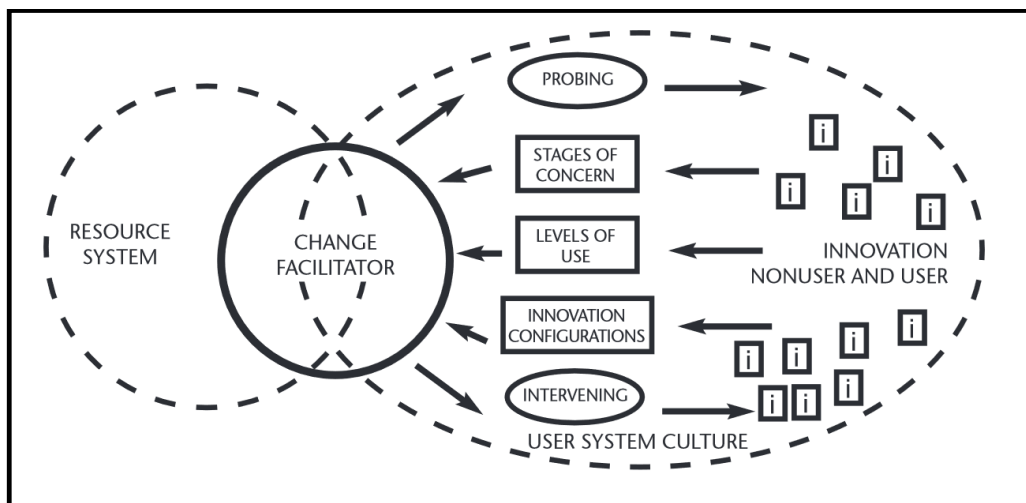 PROBING
STAGES OF
CONCERN
RESOURCE
SYSTEM
CHANGE
FACILITATOR
LEVELS OF
USE
INNOVATION
NONUSER AND USER
INNOVATION
CONFIGURATIONS
INTERVENING
USER SYSTEM CULTURE
i
i
i
i
i
i
i
i
i
i
i
i